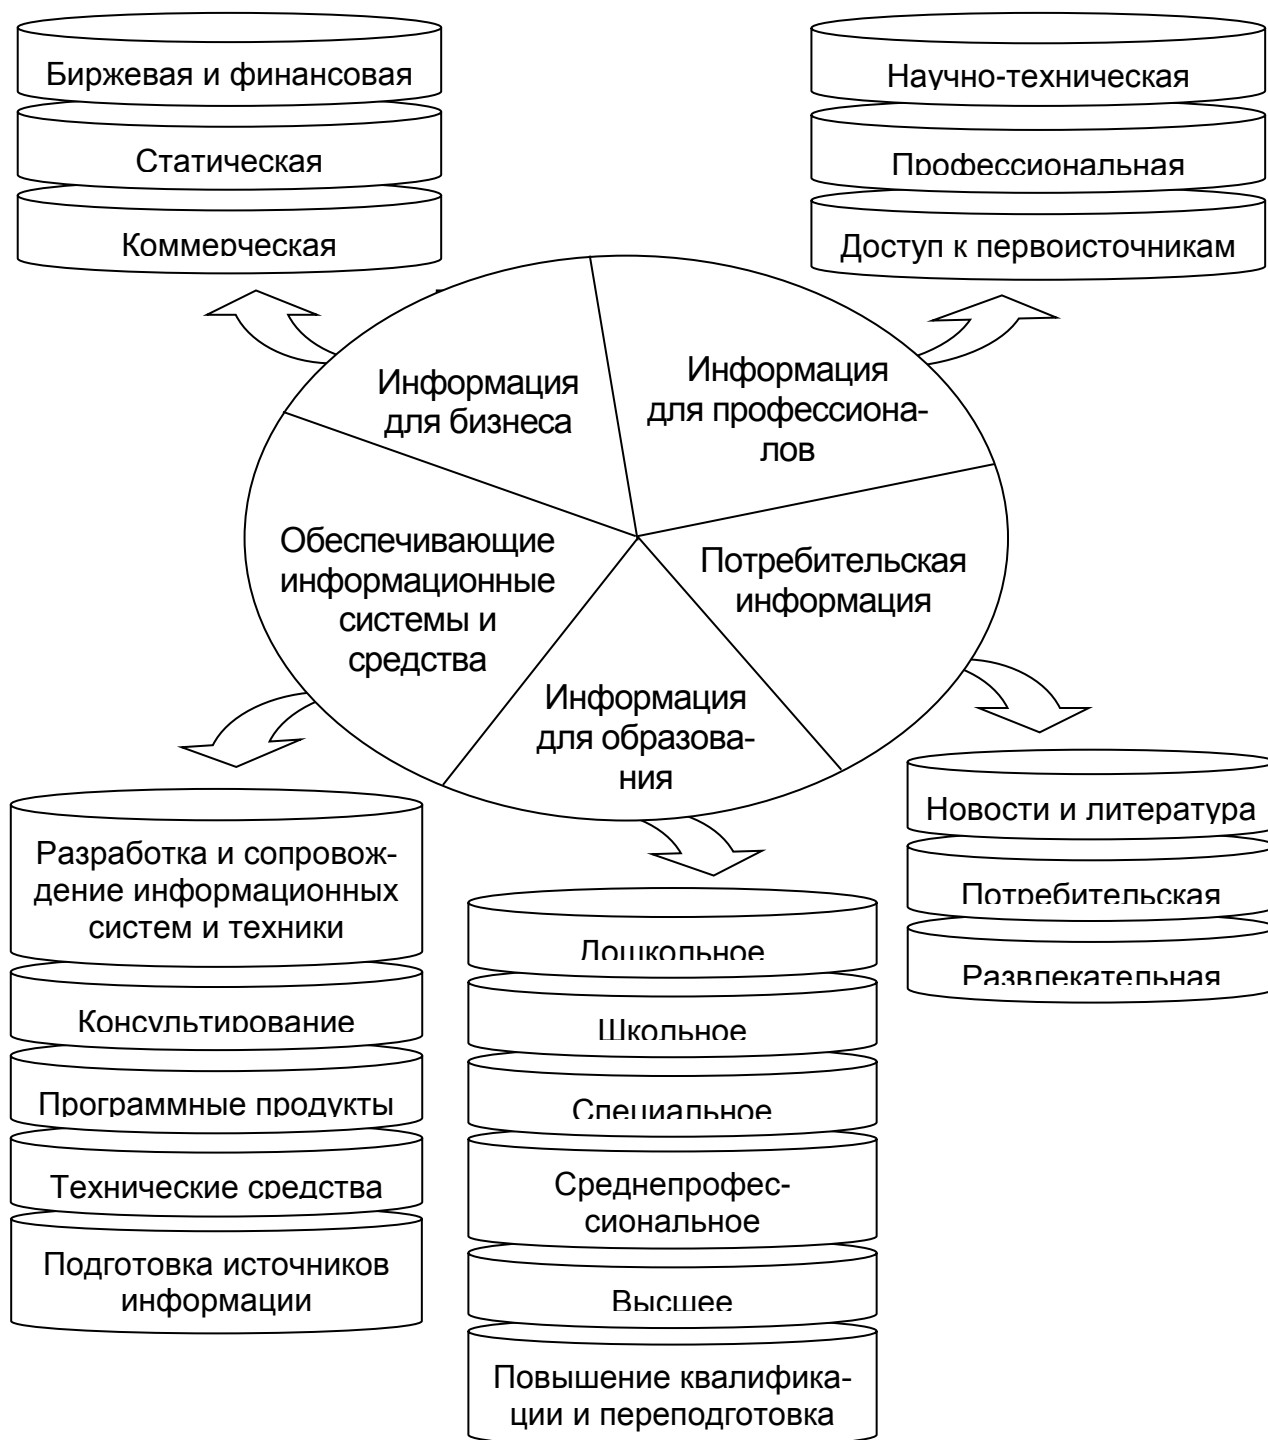 Биржевая и финансовая
Статическая
Коммерческая
Научно-техническая
Профессиональная
Доступ к первоисточникам
Информация
для бизнеса
Информация
для профессиона-
лов
Обеспечивающие
информационные
системы и
средства
Потребительская
информация
Информация
для образова-
ния
Разработка и сопровож-
дение информационных
систем и техники
Консультирование
Программные продукты
Технические средства
Подготовка источников
информации
Дошкольное
Школьное
Специальное
Среднепрофес-
сиональное
Высшее
Повышение квалифика-
ции и переподготовка
Новости и литература
Потребительская
Развлекательная